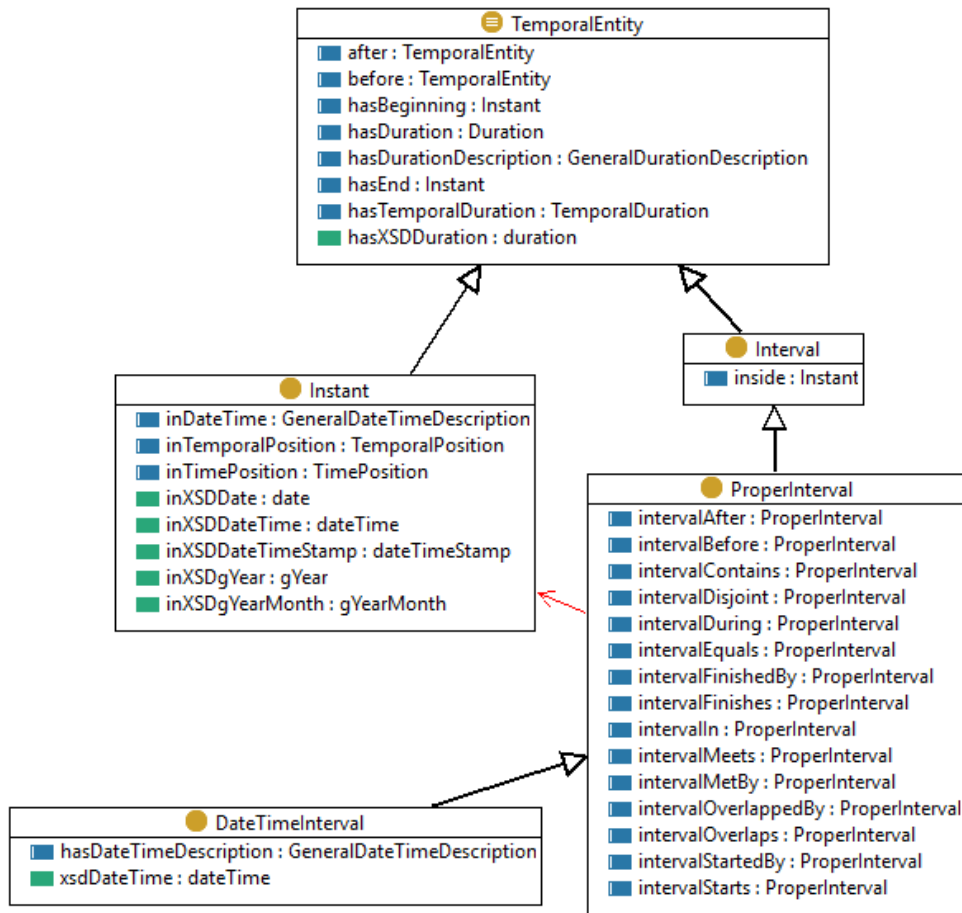 TemporalEntity
after : TemporalEntity
before : TemporalEntity
hasBeginning : Instant
hasDuration : Duration
hasDurationDescription : GeneralDurationDescription
hasEnd : Instant
hasTemporalDuration : TemporalDuration
hasXSDDuration : duration
Interval
inside : Instant
Instant
inDateTime : GeneralDateTimeDescription
inTemporalPosition : TemporalPosition
inTimePosition : TimePosition
inXSDDate : date
inXSDDateTime : dateTime
inXSDDateTimeStamp : dateTimeStamp
inXSDgYear : gYear
inXSDgYearMonth : gYearMonth
ProperInterval
intervalAfter : ProperInterval
intervalBefore : ProperInterval
intervalContains : ProperInterval
intervalDisjoint : ProperInterval
intervalDuring : ProperInterval
intervalEquals : ProperInterval
intervalFinishedBy : ProperInterval
intervalFinishes : ProperInterval
intervalIn : ProperInterval
intervalMeets : ProperInterval
intervalMetBy : ProperInterval
intervalOverlappedBy : ProperInterval
intervalOverlaps : ProperInterval
intervalStartedBy : ProperInterval
intervalStarts : ProperInterval
DateTimeInterval
hasDateTimeDescription : GeneralDateTimeDescription
xsdDateTime : dateTime